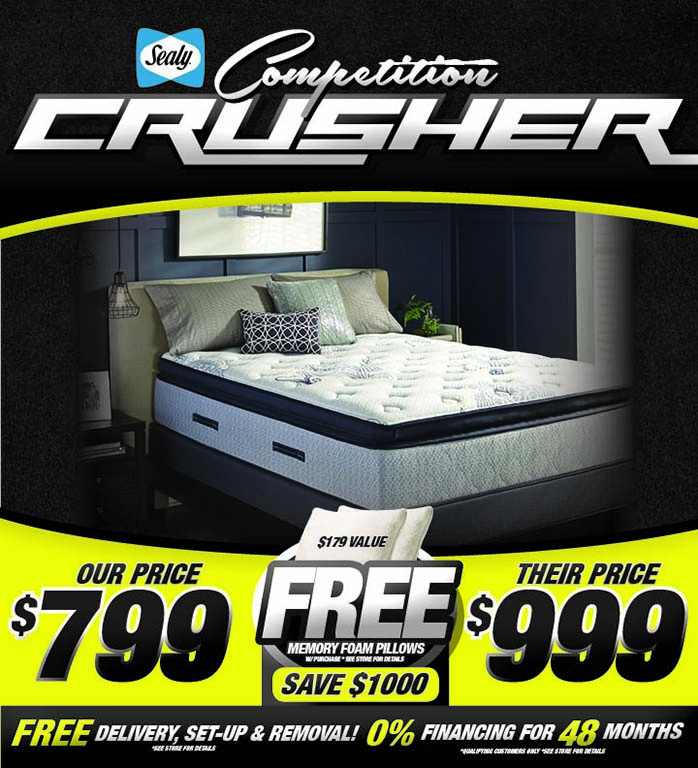 Sealy
Competition
CRUSHER
$179 VALUE
OUR PRICE
$799
FREE
MEMORY FOAM PILLOWS
W/ PURCHASE * SEE STORE FOR DETAILS
SAVE $1000
THEIR PRICE
$999
FREE DELIVERY, SET-UP & REMOVAL! 0% FINANCING FOR 48 MONTHS
*SEE STORE FOR DETAILS
*QUALIFYING CUSTOMERS ONLY *SEE STORE FOR DETAILS